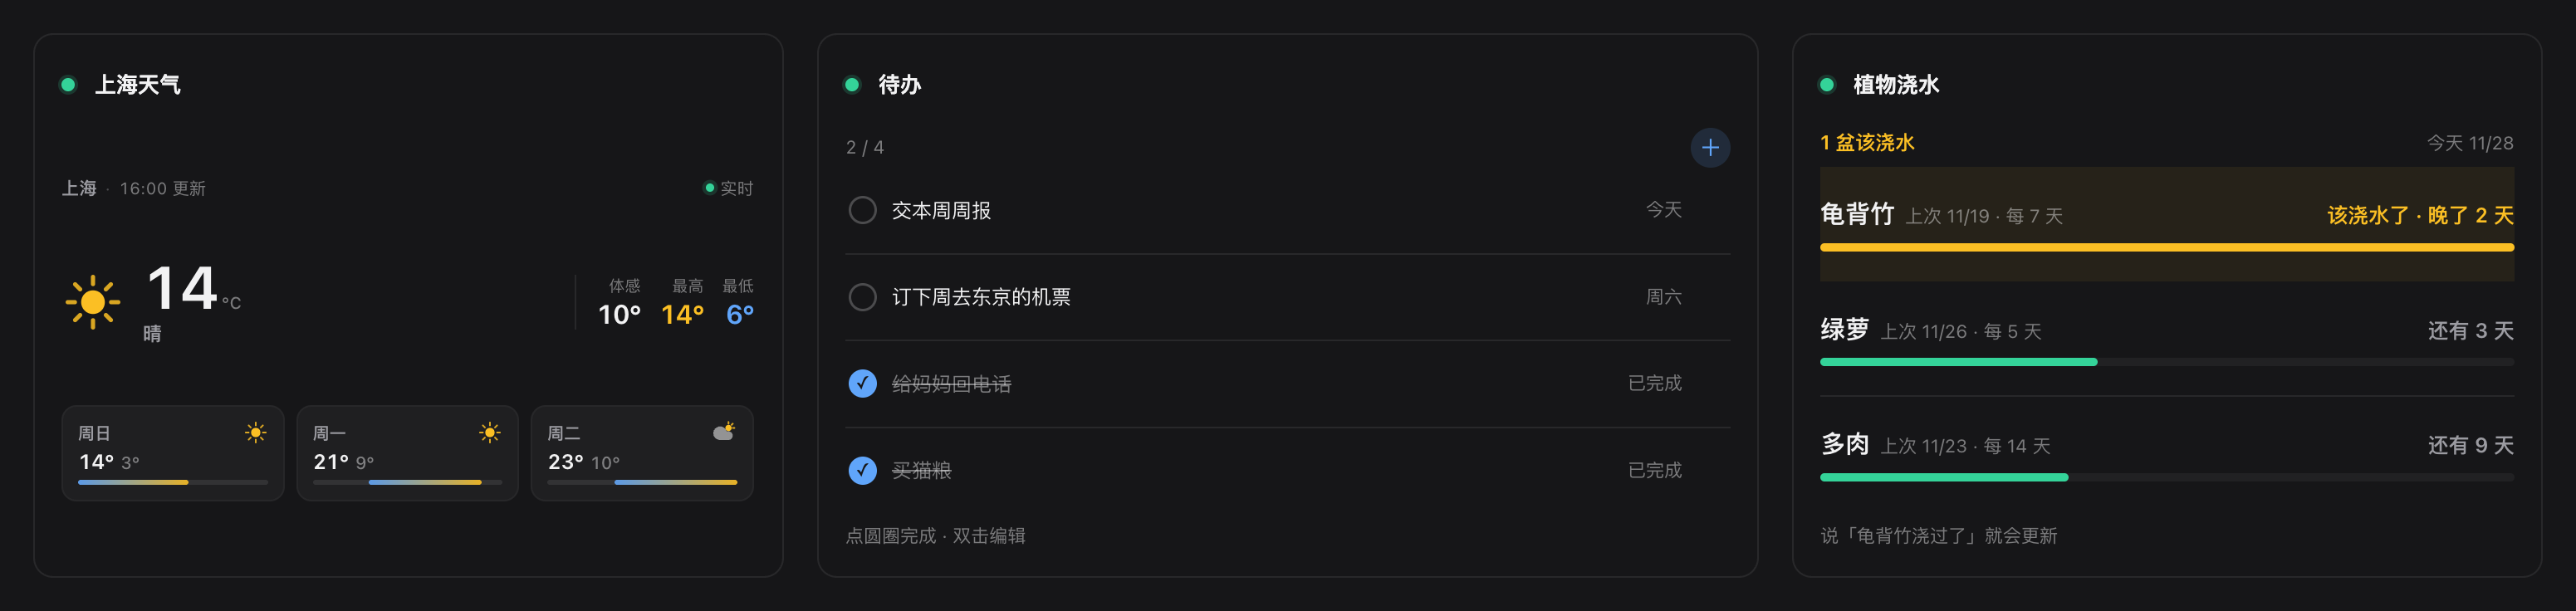 上海天气
上海 · 16:00 更新
实时
14°C
晴
体感 最高 最低
10° 14° 6°
周日
14° 3°
周一
21° 9°
周二
23° 10°
待办
2 / 4
交本周周报 今天
订下周去东京的机票 周六
给妈妈回电话 已完成
买猫粮 已完成
点圆圈完成 · 双击编辑
植物浇水
1 盆该浇水 今天 11/28
龟背竹 上次 11/19 · 每 7 天 该浇水了 · 晚了 2 天
绿萝 上次 11/26 · 每 5 天 还有 3 天
多肉 上次 11/23 · 每 14 天 还有 9 天
说「龟背竹浇过了」就会更新